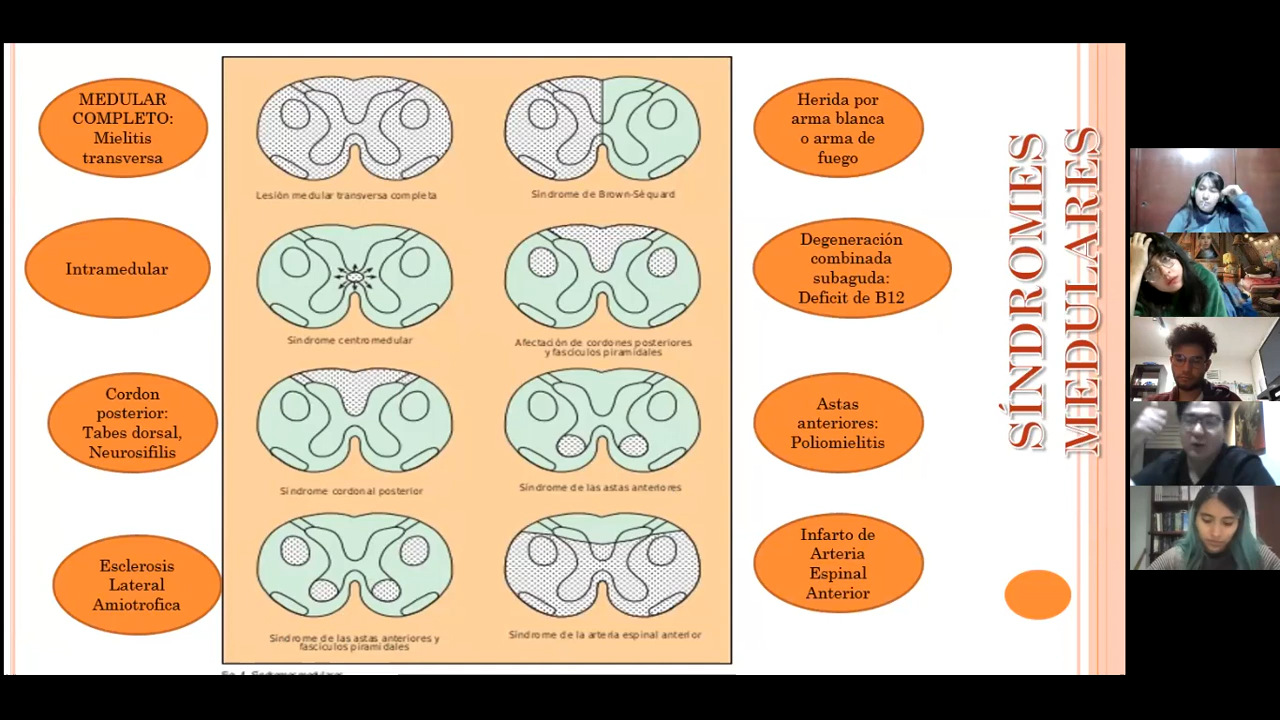 MEDULAR
COMPLETO:
Mielitis
transversa
Intramedular
Cordon
posterior:
Tabes dorsal,
Neurosifilis
Esclerosis
Lateral
Amiotrofica
Lesión medular transversa completa
Síndrome de Brown-Séquard
Síndrome centromedular
Afectación de cordones posteriores
y fascículos piramidales
Síndrome cordonal posterior
Síndrome de las astas anteriores
Síndrome de las astas anteriores y
fascículos piramidales
Síndrome de la arteria espinal anterior
Herida por
arma blanca
o arma de
fuego
Degeneración
combinada
subaguda:
Deficit de B12
Astas
anteriores:
Poliomielitis
Infarto de
Arteria
Espinal
Anterior
SÍNDROMES
MEDULARES